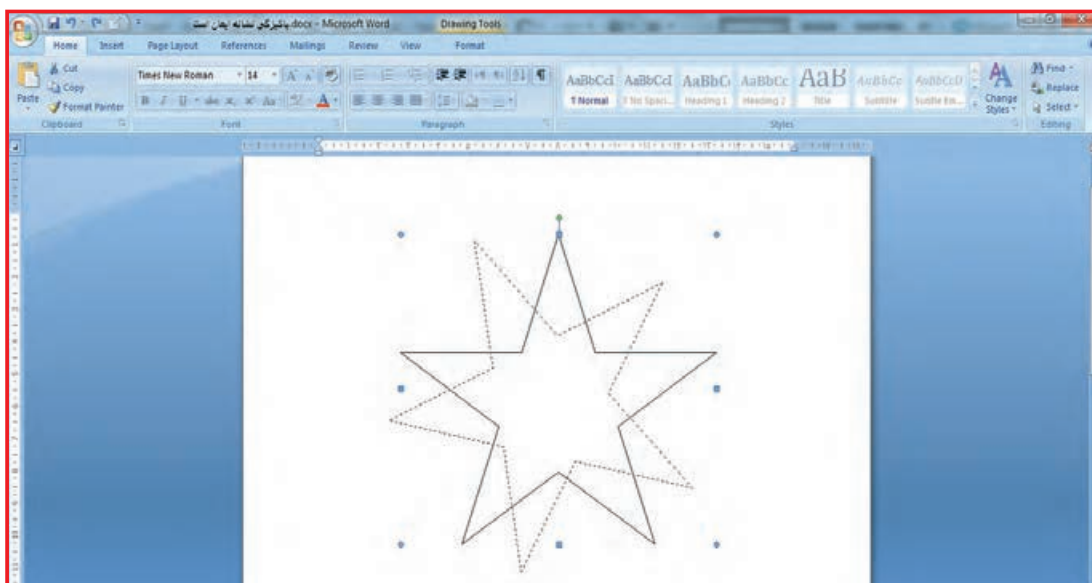 پاکیزگی نشانه ایمان است.docx - Microsoft Word
Drawing Tools
Home Insert Page Layout References Mailings Review View Format
Paste
Cut
Copy
Format Painter
Clipboard
Times New Roman 14
Font
Paragraph
AaBbCcI AaBbCcI AaBbC AaBbCc AaB AaBbCc AaBbCcD
¶ Normal ¶ No Spaci... Heading 1 Heading 2 Title Subtitle Subtle Em...
Change Styles
Styles
Find
Replace
Select
Editing